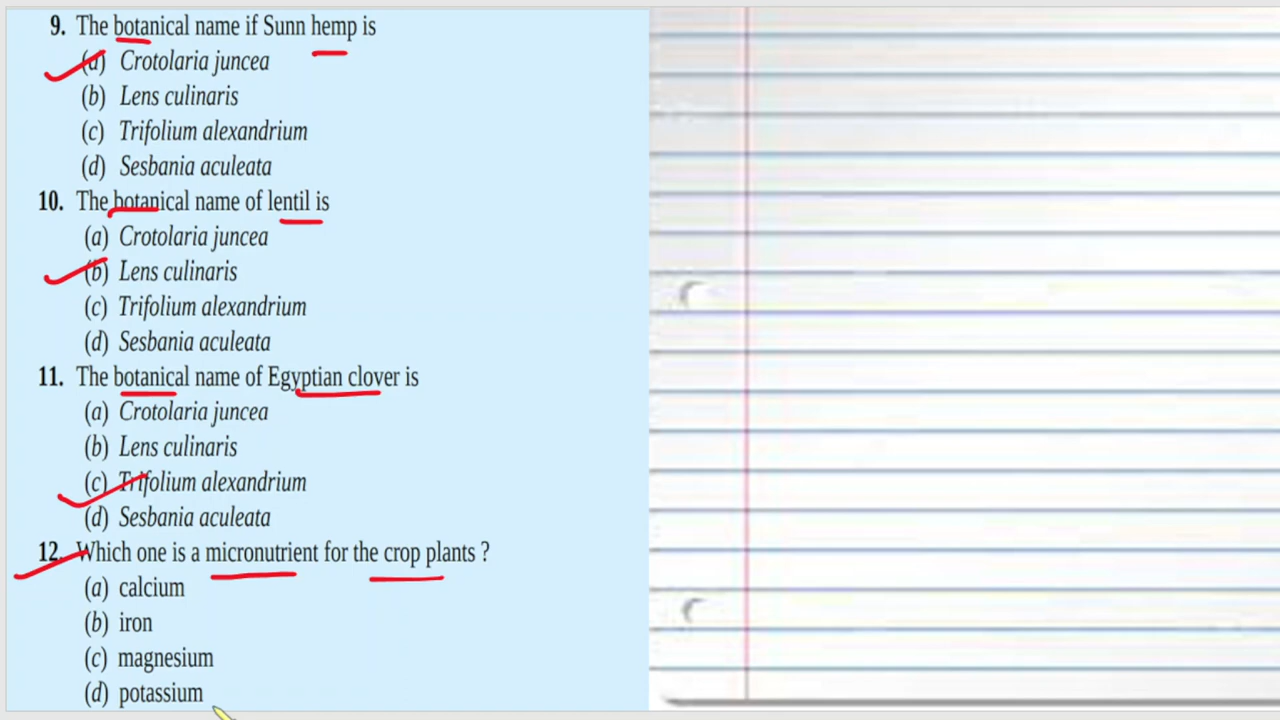 9. The botanical name if Sunn hemp is
(a) Crotolaria juncea
(b) Lens culinaris
(c) Trifolium alexandrium
(d) Sesbania aculeata
10. The botanical name of lentil is
(a) Crotolaria juncea
(b) Lens culinaris
(c) Trifolium alexandrium
(d) Sesbania aculeata
11. The botanical name of Egyptian clover is
(a) Crotolaria juncea
(b) Lens culinaris
(c) Trifolium alexandrium
(d) Sesbania aculeata
12. Which one is a micronutrient for the crop plants ?
(a) calcium
(b) iron
(c) magnesium
(d) potassium